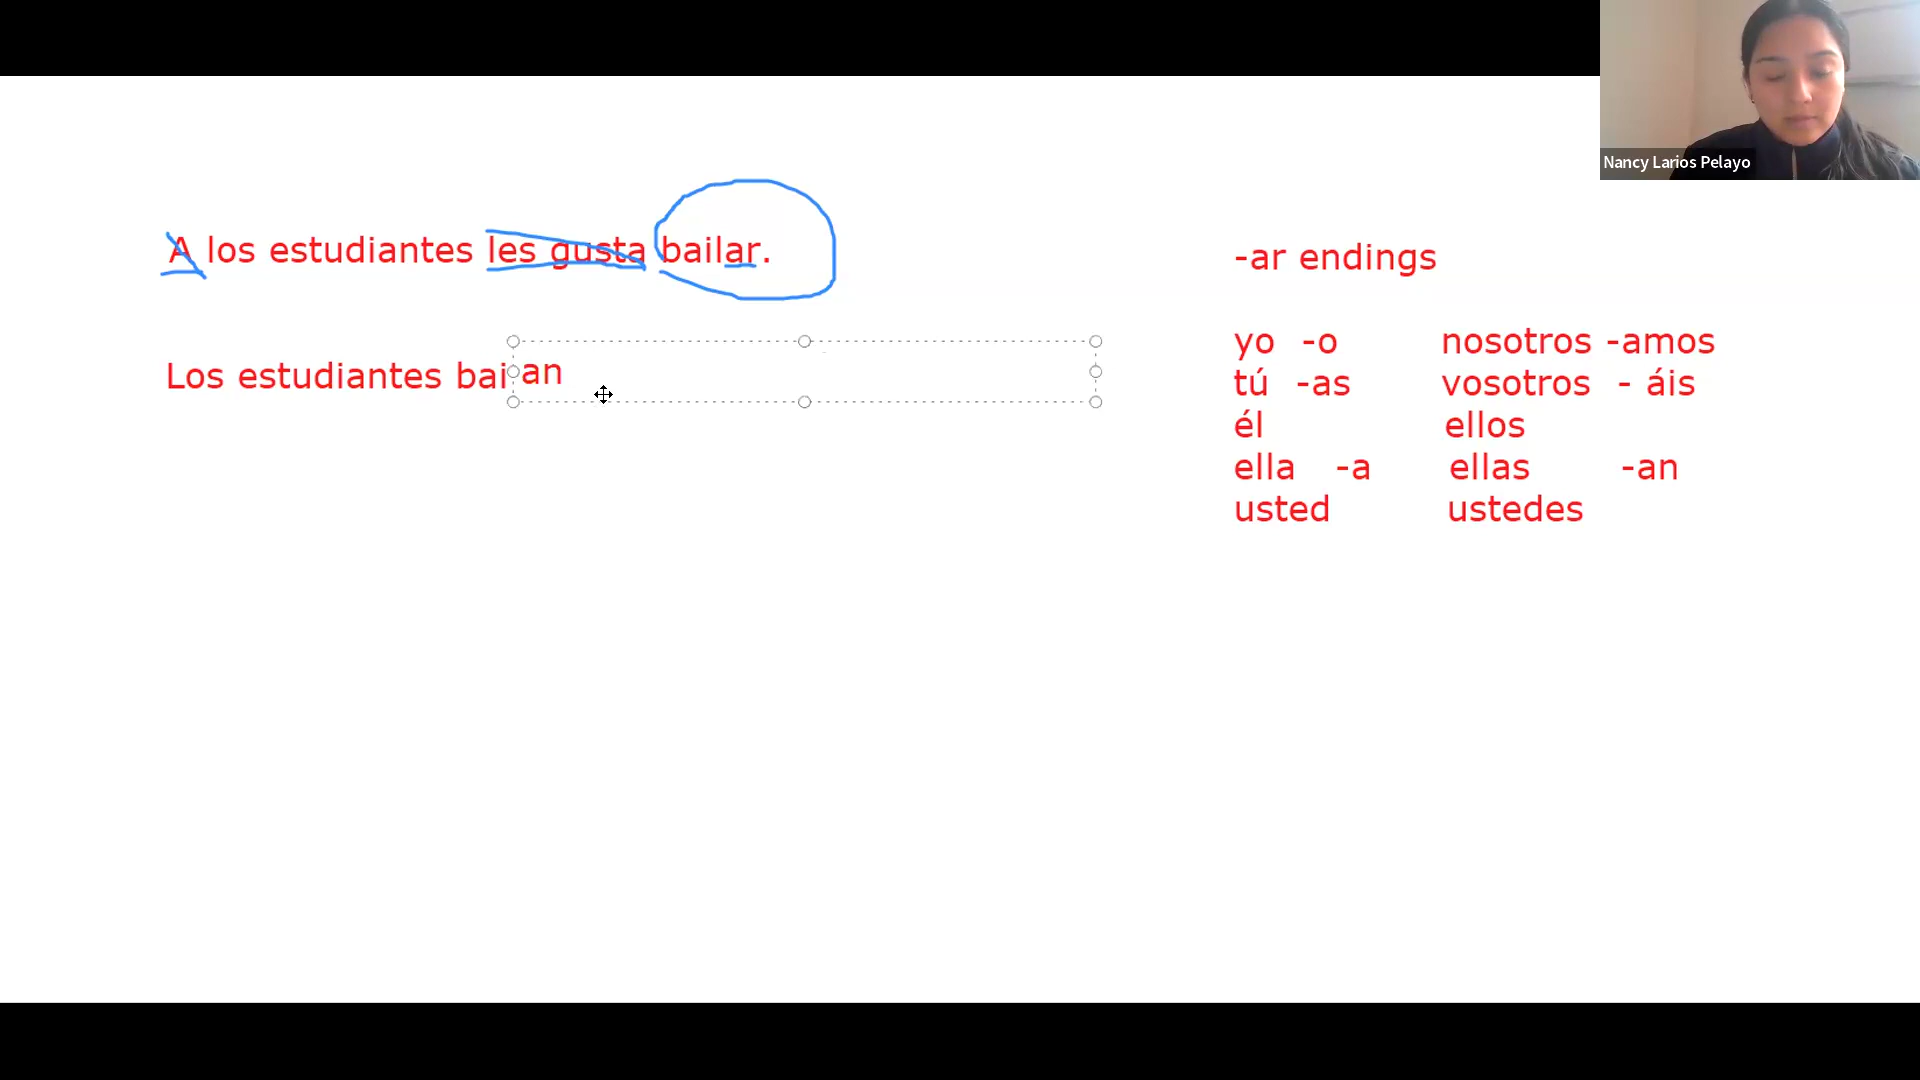 Nancy Larios Pelayo
A los estudiantes les gusta bailar.
Los estudiantes bai an
-ar endings
yo -o nosotros -amos
tú -as vosotros - áis
él ellos
ella -a ellas -an
usted ustedes